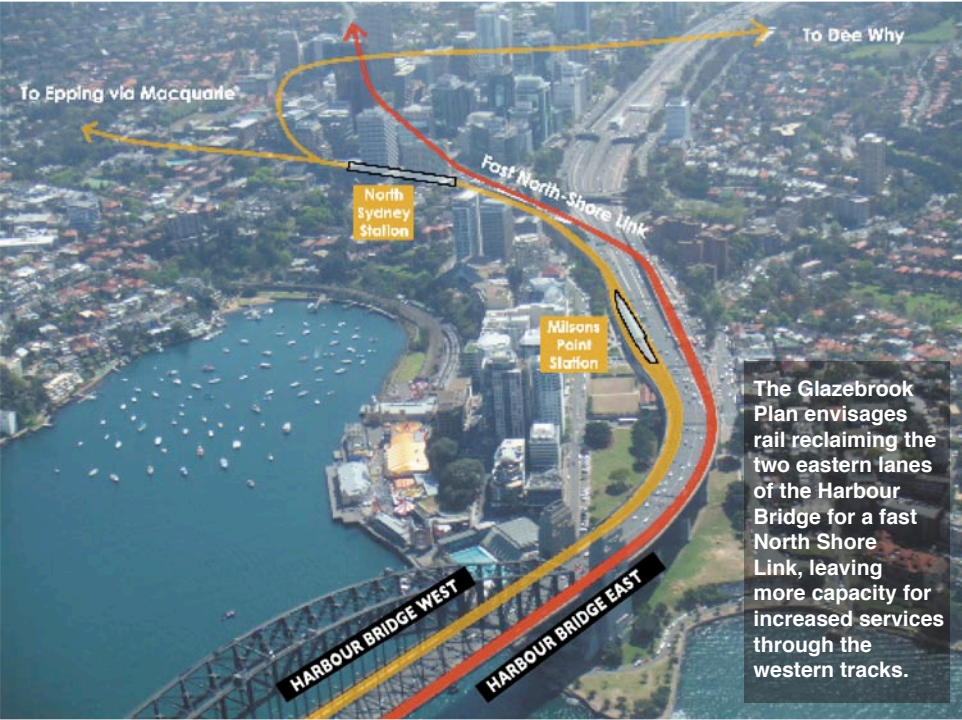 To Dee Why
To Epping via Macquarie
Fast North-Shore Link
North
Sydney
Station
Milsons
Point
Station
The Glazebrook
Plan envisages
rail reclaiming the
two eastern lanes
of the Harbour
Bridge for a fast
North Shore
Link, leaving
more capacity for
increased services
through the
western tracks.
HARBOUR BRIDGE WEST
HARBOUR BRIDGE EAST